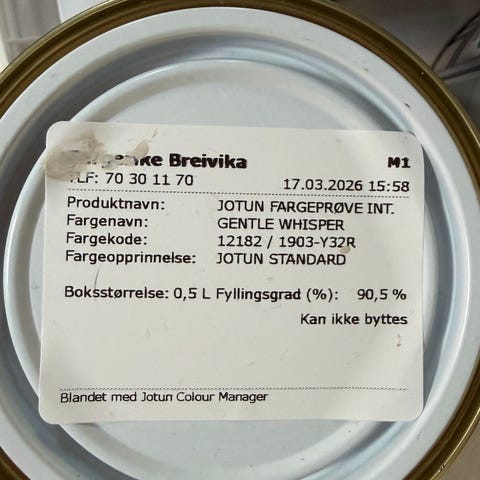 Breivika
M1
TLF: 70 30 11 70
17.03.2026 15:58
Produktnavn: JOTUN FARGEPRØVE INT.
Fargenavn: GENTLE WHISPER
Fargekode: 12182 / 1903-Y32R
Fargeopprinnelse: JOTUN STANDARD
Boksstørrelse: 0,5 L Fyllingsgrad (%): 90,5 %
Kan ikke byttes
Blandet med Jotun Colour Manager